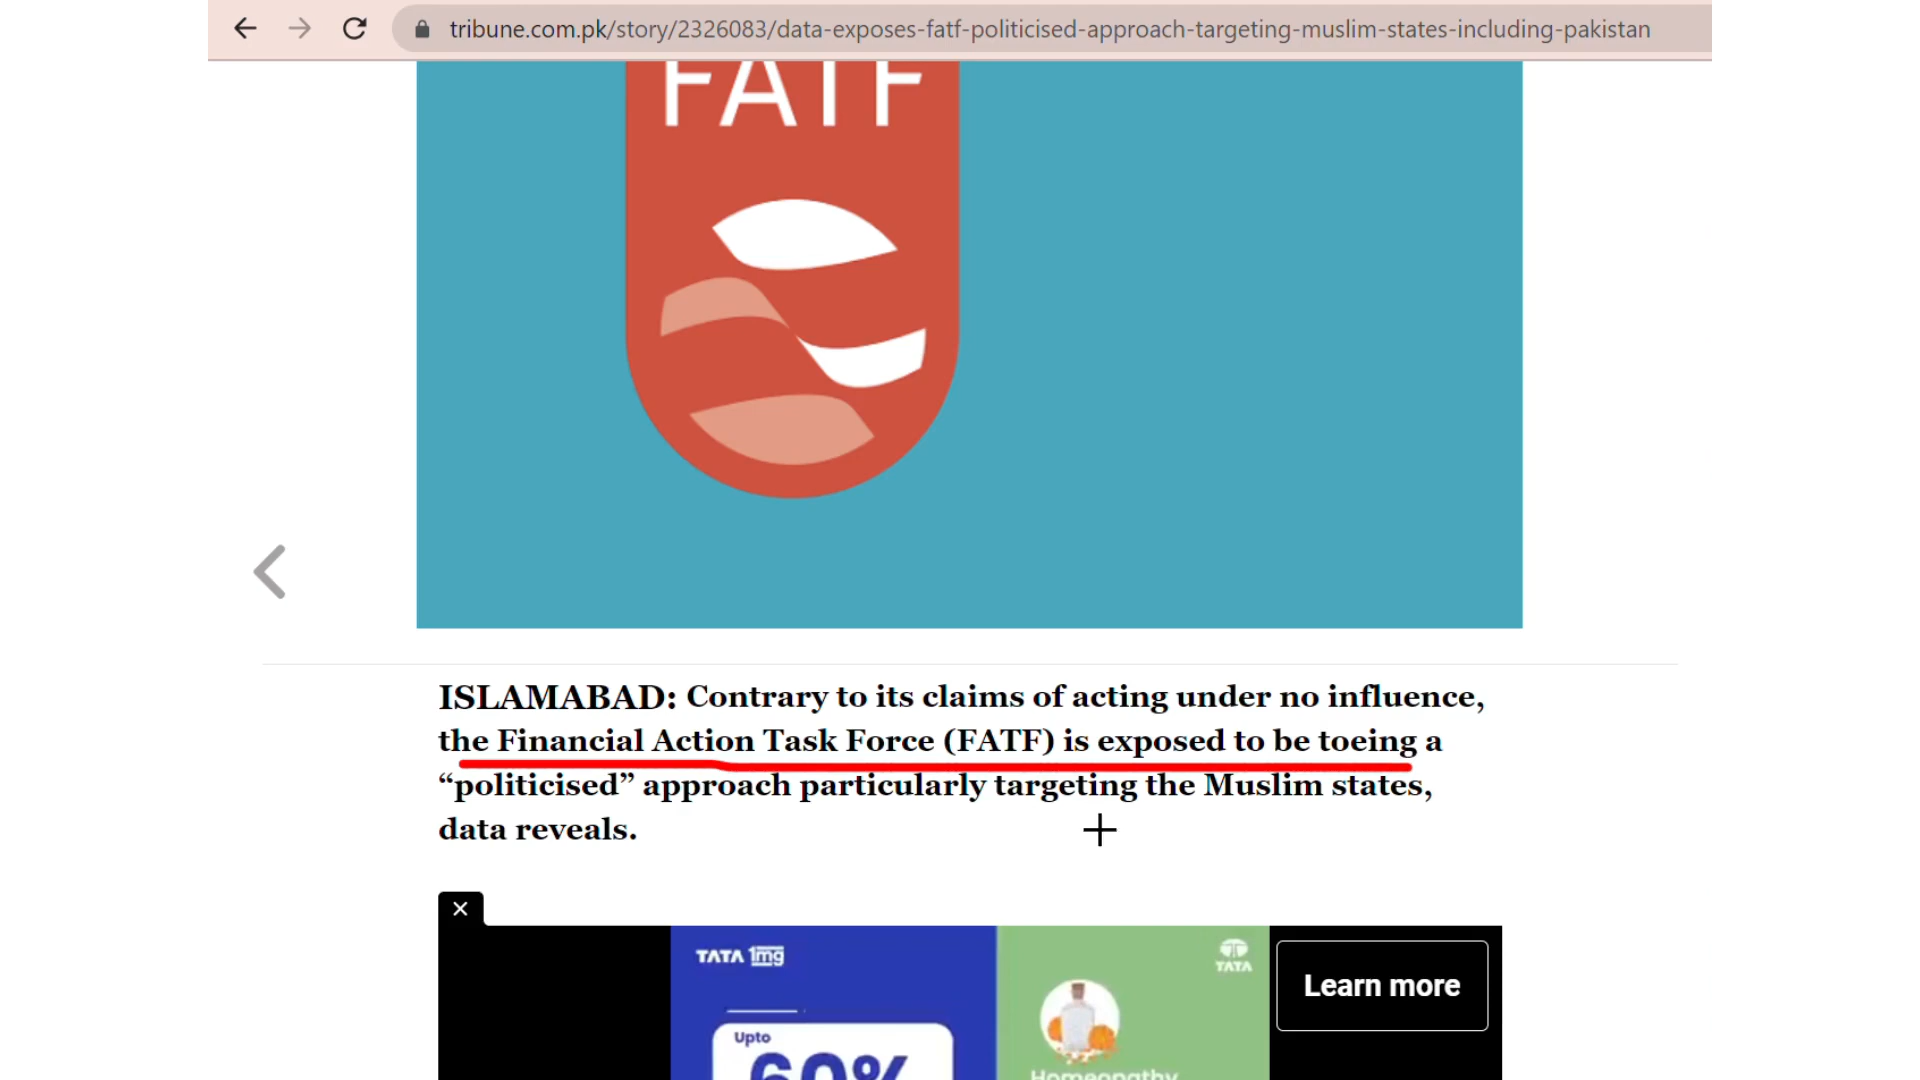 tribune.com.pk/story/2326083/data-exposes-fatf-politicised-approach-targeting-muslim-states-including-pakistan
FATF
ISLAMABAD: Contrary to its claims of acting under no influence,
the Financial Action Task Force (FATF) is exposed to be toeing a
“politicised” approach particularly targeting the Muslim states,
data reveals.
TATA 1mg
TATA
Learn more
Upto
60%
Homeopathy